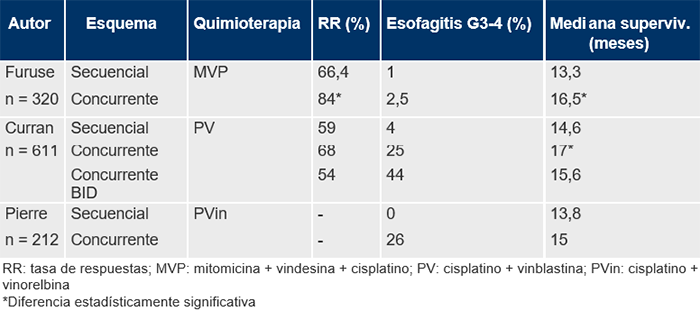 Autor Esquema Quimioterapia RR (%) Esofagitis G3-4 (%) Mediana superviv. (meses)
Furuse Secuencial MVP 66,4 1 13,3
n = 320 Concurrente 84* 2,5 16,5*
Curran Secuencial PV 59 4 14,6
n = 611 Concurrente 68 25 17*
Concurrente BID 54 44 15,6
Pierre Secuencial PVin - 0 13,8
n = 212 Concurrente - 26 15
RR: tasa de respuestas; MVP: mitomicina + vindesina + cisplatino; PV: cisplatino + vinblastina; PVin: cisplatino +
vinorelbina
*Diferencia estadísticamente significativa